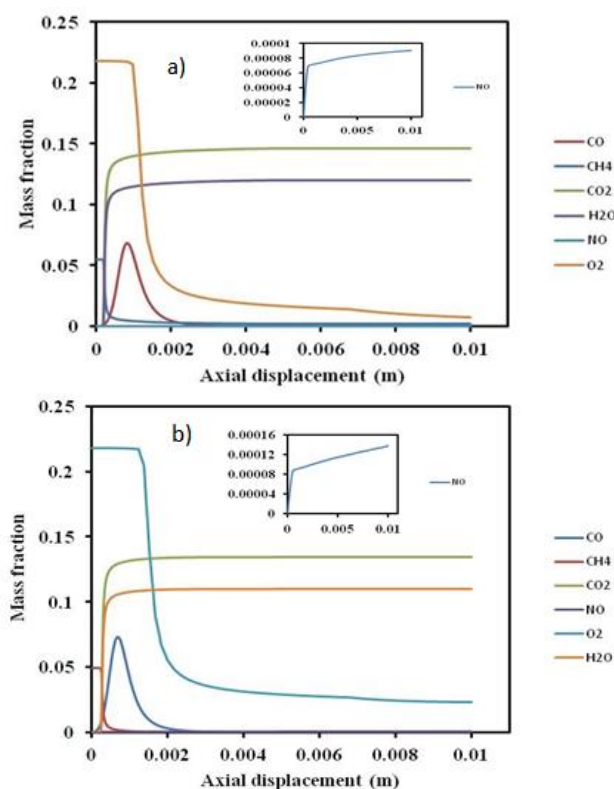 a)
0.25
0.2
0.15
0.1
0.05
0
Mass fraction
0 0.002 0.004 0.006 0.008 0.01
Axial displacement (m)
0.0001
0.00008
0.00006
0.00004
0.00002
0
0 0.005 0.01
NO
CO
CH4
CO2
H2O
NO
O2
b)
0.25
0.2
0.15
0.1
0.05
0
Mass fraction
0 0.002 0.004 0.006 0.008 0.01
Axial displacement (m)
0.00016
0.00012
0.00008
0.00004
0
0 0.005 0.01
NO
CO
CH4
CO2
NO
O2
H2O